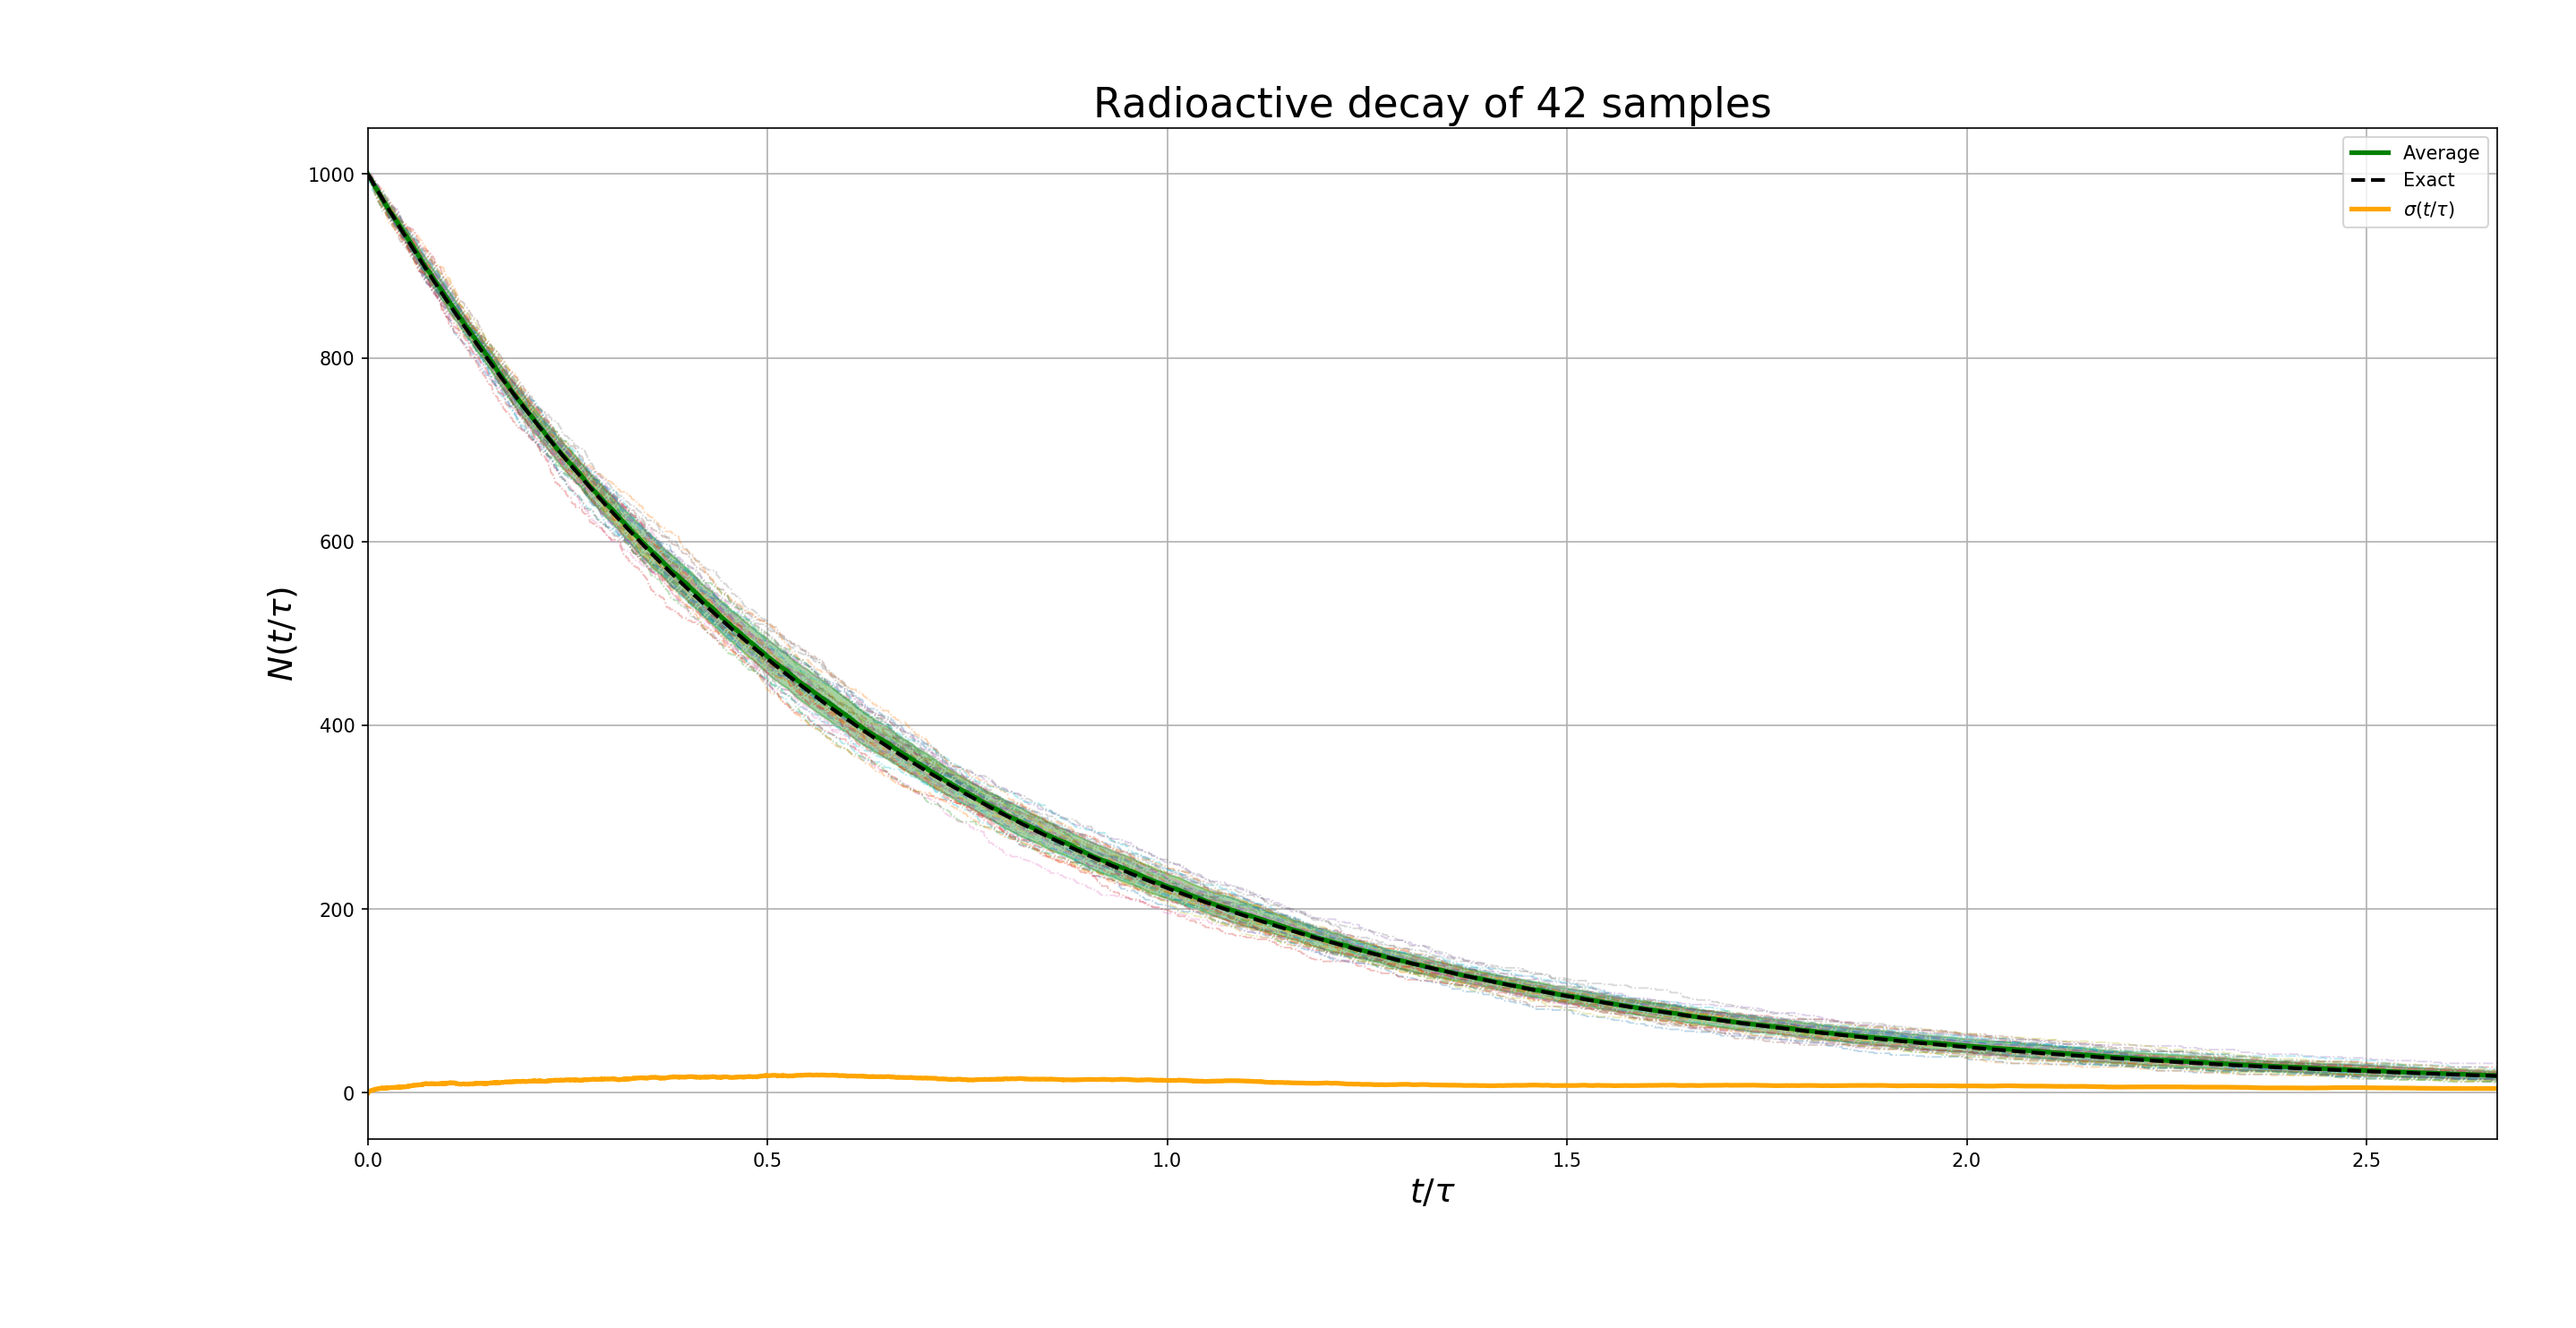 Radioactive decay of 42 samples
Average
Exact
σ(t/τ)
1000
800
600
400
200
0
N(t/τ)
0.0 0.5 1.0 1.5 2.0 2.5
t/τ